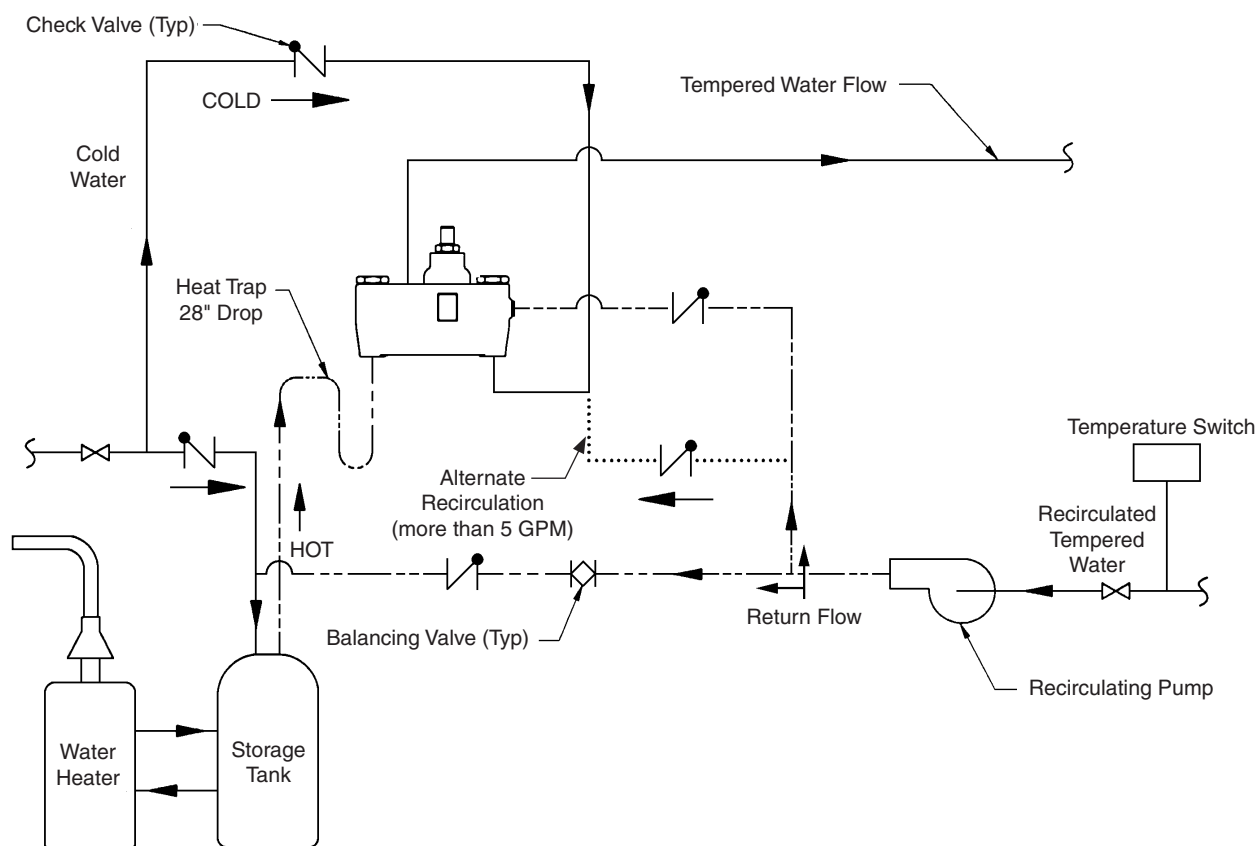 Check Valve (Typ)
COLD
Tempered Water Flow
Cold
Water
Heat Trap
28" Drop
Temperature Switch
Alternate
Recirculation
(more than 5 GPM)
Recirculated
Tempered
Water
HOT
Return Flow
Balancing Valve (Typ)
Recirculating Pump
Water
Heater
Storage
Tank